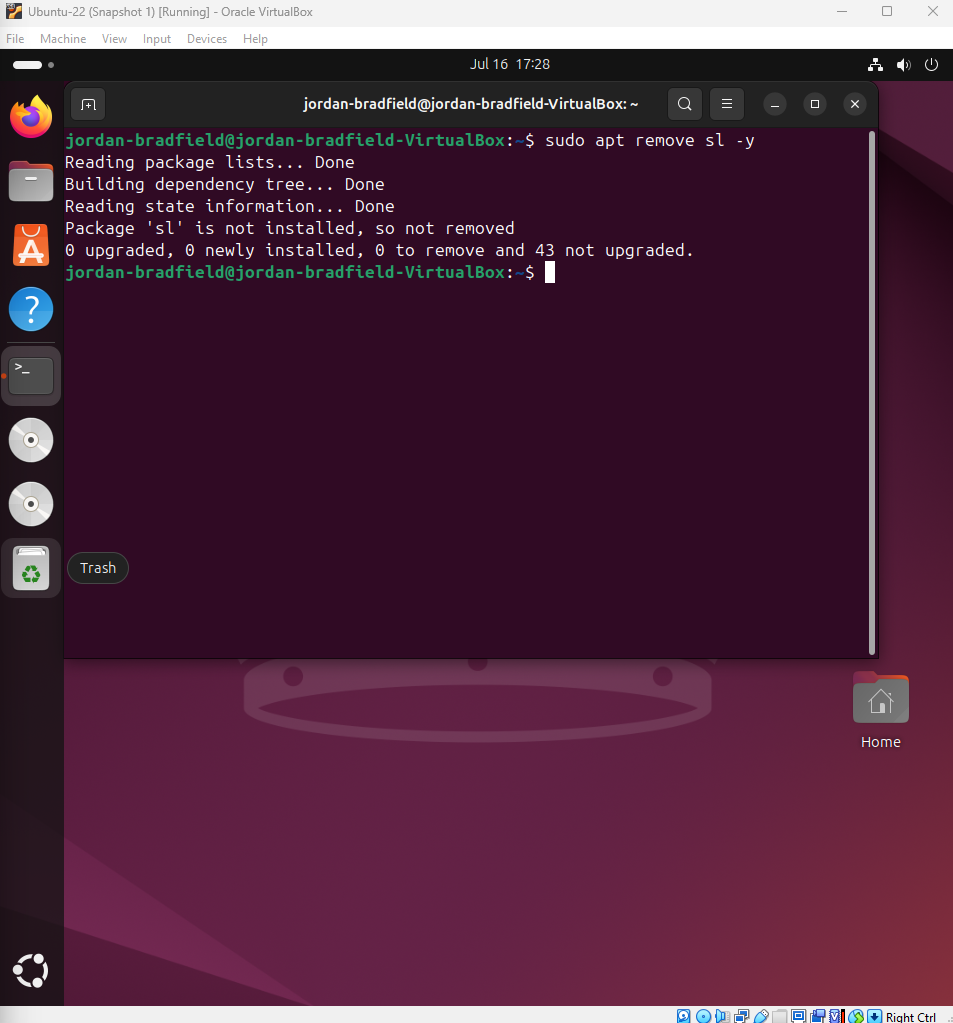 Ubuntu-22 (Snapshot 1) [Running] - Oracle VirtualBox
File Machine View Input Devices Help
Jul 16 17:28
jordan-bradfield@jordan-bradfield-VirtualBox: ~
jordan-bradfield@jordan-bradfield-VirtualBox:~$ sudo apt remove sl -y
Reading package lists... Done
Building dependency tree... Done
Reading state information... Done
Package 'sl' is not installed, so not removed
0 upgraded, 0 newly installed, 0 to remove and 43 not upgraded.
jordan-bradfield@jordan-bradfield-VirtualBox:~$
Trash
Home
Right Ctrl